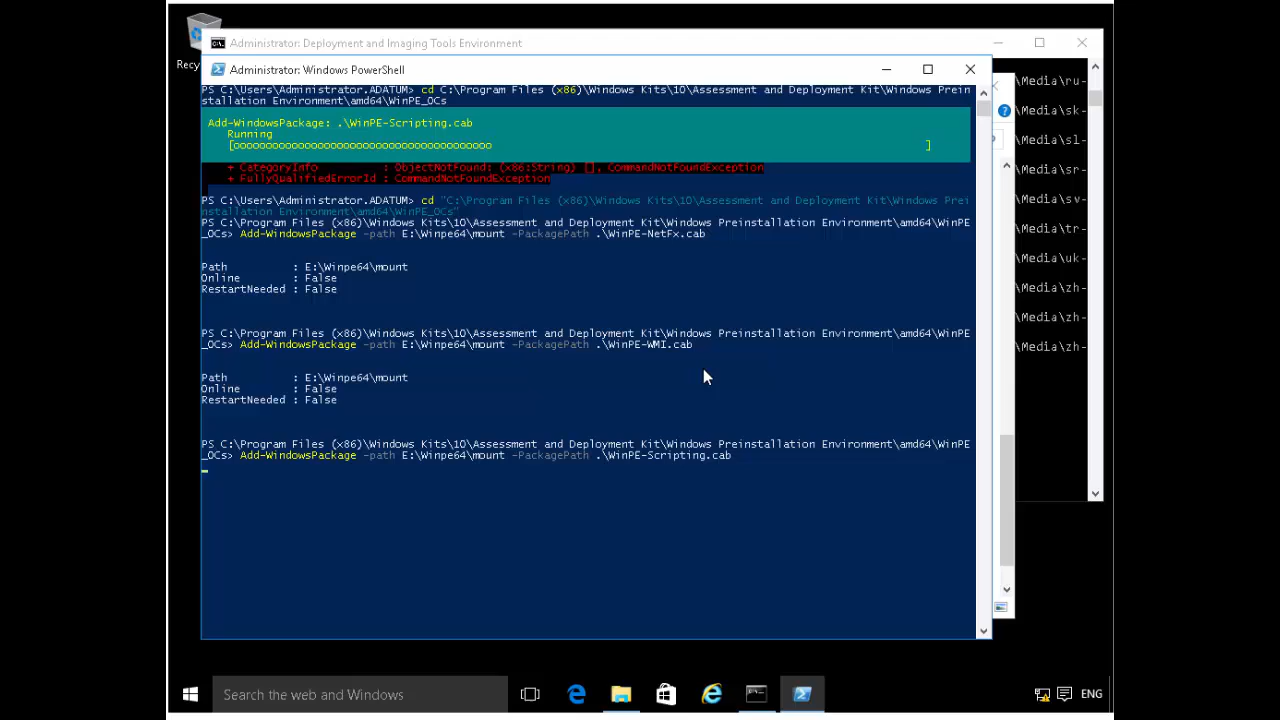 Recy
Administrator: Deployment and Imaging Tools Environment
Administrator: Windows PowerShell
PS C:\Users\Administrator.ADATUM> cd C:\Program Files (x86)\Windows Kits\10\Assessment and Deployment Kit\Windows Prein
stallation Environment\amd64\WinPE_OCs
Add-WindowsPackage: .\WinPE-Scripting.cab
Running
[oooooooooooooooooooooooooooooooooooooooo ]
+ CategoryInfo : ObjectNotFound: (x86:String) [], CommandNotFoundException
+ FullyQualifiedErrorId : CommandNotFoundException
PS C:\Users\Administrator.ADATUM> cd "C:\Program Files (x86)\Windows Kits\10\Assessment and Deployment Kit\Windows Prei
nstallation Environment\amd64\WinPE_OCs"
PS C:\Program Files (x86)\Windows Kits\10\Assessment and Deployment Kit\Windows Preinstallation Environment\amd64\WinPE
_OCs> Add-WindowsPackage -path E:\Winpe64\mount -PackagePath .\WinPE-NetFx.cab
Path : E:\Winpe64\mount
Online : False
RestartNeeded : False
PS C:\Program Files (x86)\Windows Kits\10\Assessment and Deployment Kit\Windows Preinstallation Environment\amd64\WinPE
_OCs> Add-WindowsPackage -path E:\Winpe64\mount -PackagePath .\WinPE-WMI.cab
Path : E:\Winpe64\mount
Online : False
RestartNeeded : False
PS C:\Program Files (x86)\Windows Kits\10\Assessment and Deployment Kit\Windows Preinstallation Environment\amd64\WinPE
_OCs> Add-WindowsPackage -path E:\Winpe64\mount -PackagePath .\WinPE-Scripting.cab
\Media\ru-
\Media\sk-
\Media\sl-
\Media\sr-
\Media\sv-
\Media\tr-
\Media\uk-
\Media\zh-
\Media\zh-
\Media\zh-
Search the web and Windows
ENG